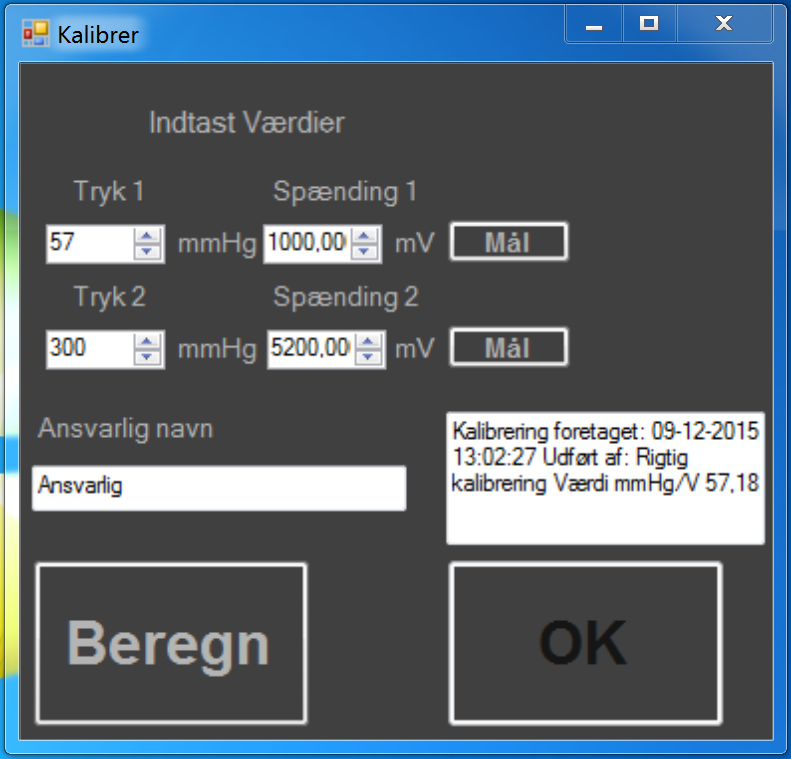 Kalibrer
Indtast Værdier
Tryk 1 Spænding 1
57 mmHg 1000,00 mV Mål
Tryk 2 Spænding 2
300 mmHg 5200,00 mV Mål
Ansvarlig navn
Ansvarlig
Kalibrering foretaget: 09-12-2015
13:02:27 Udført af: Rigtig
kalibrering Værdi mmHg/V 57,18
Beregn OK